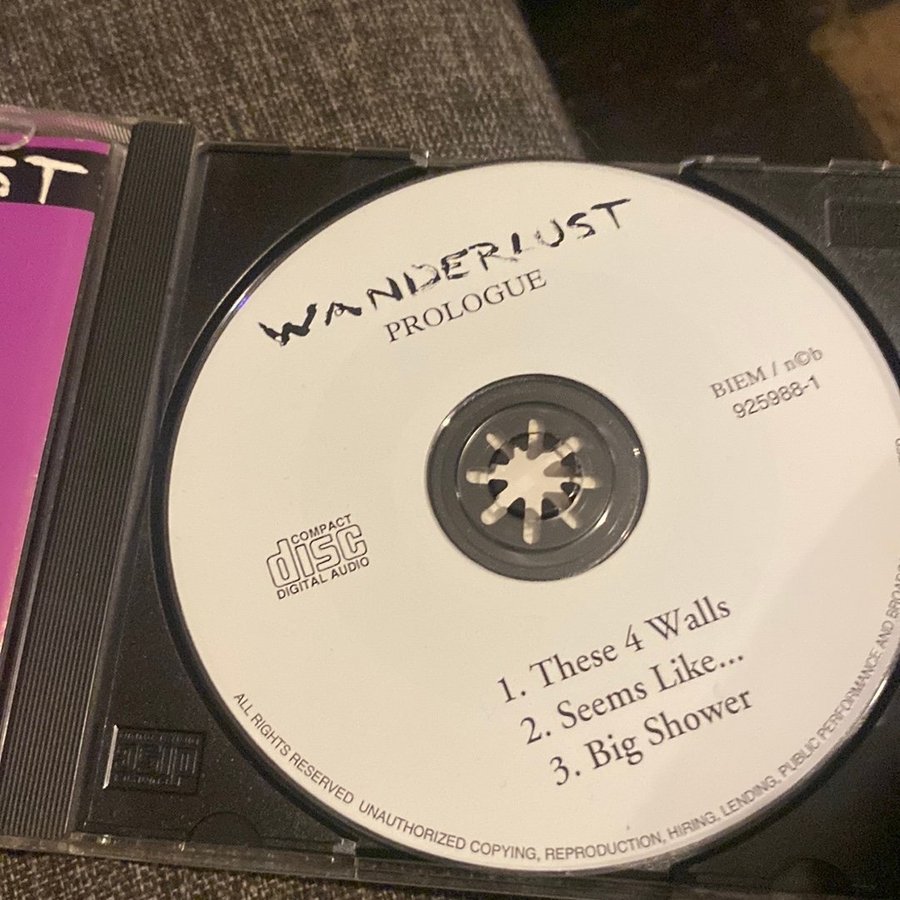 ST
WANDERLUST
PROLOGUE
BIEM / n©b
925988-1
COMPACT
disc
DIGITAL AUDIO
1. These 4 Walls
2. Seems Like...
3. Big Shower
ALL RIGHTS RESERVED UNAUTHORIZED COPYING, REPRODUCTION, HIRING, LENDING, PUBLIC PERFORMANCE AND